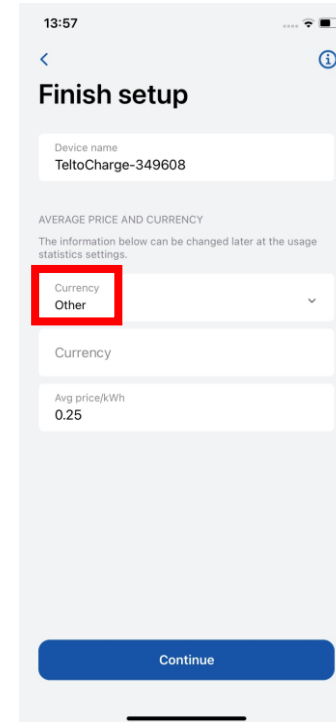 13:57
Finish setup
Device name
TeltoCharge-349608
AVERAGE PRICE AND CURRENCY
The information below can be changed later at the usage
statistics settings.
Currency
Other
Currency
Avg price/kWh
0.25
Continue